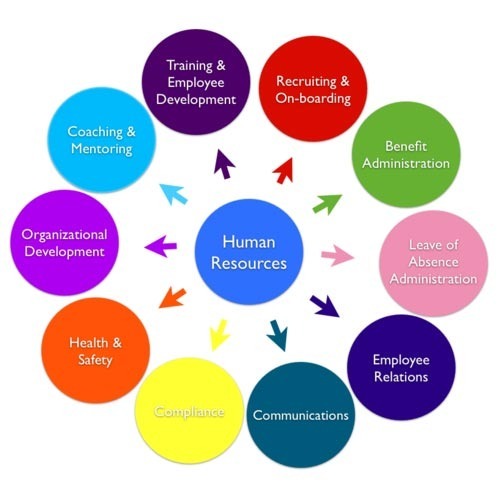 Training &
Employee
Development
Recruiting &
On-boarding
Benefit
Administration
Leave of
Absence
Administration
Employee
Relations
Communications
Compliance
Health &
Safety
Organizational
Development
Coaching &
Mentoring
Human
Resources